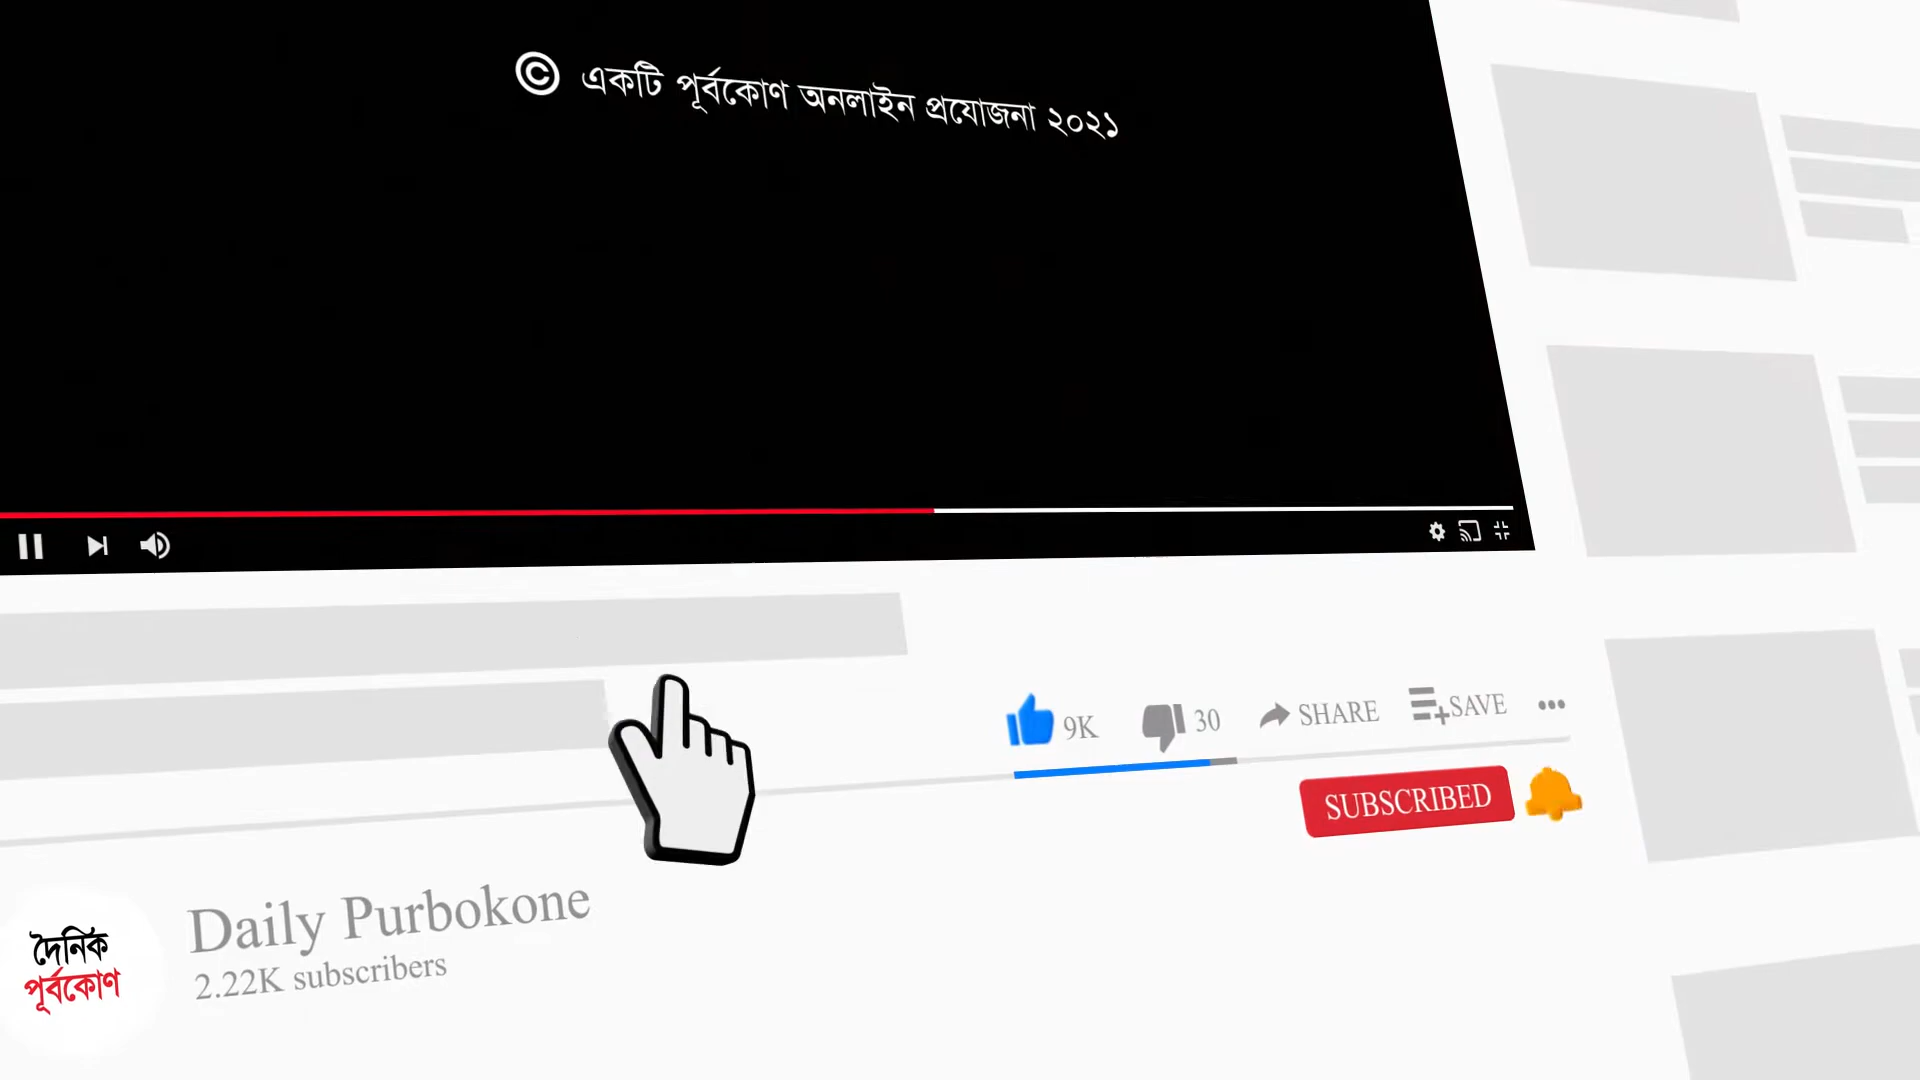 © একটি পূর্বকোণ অনলাইন প্রযোজনা ২০২১
9K
30
SHARE
SAVE
SUBSCRIBED
Daily Purbokone
2.22K subscribers
দৈনিক
পূর্বকোণ